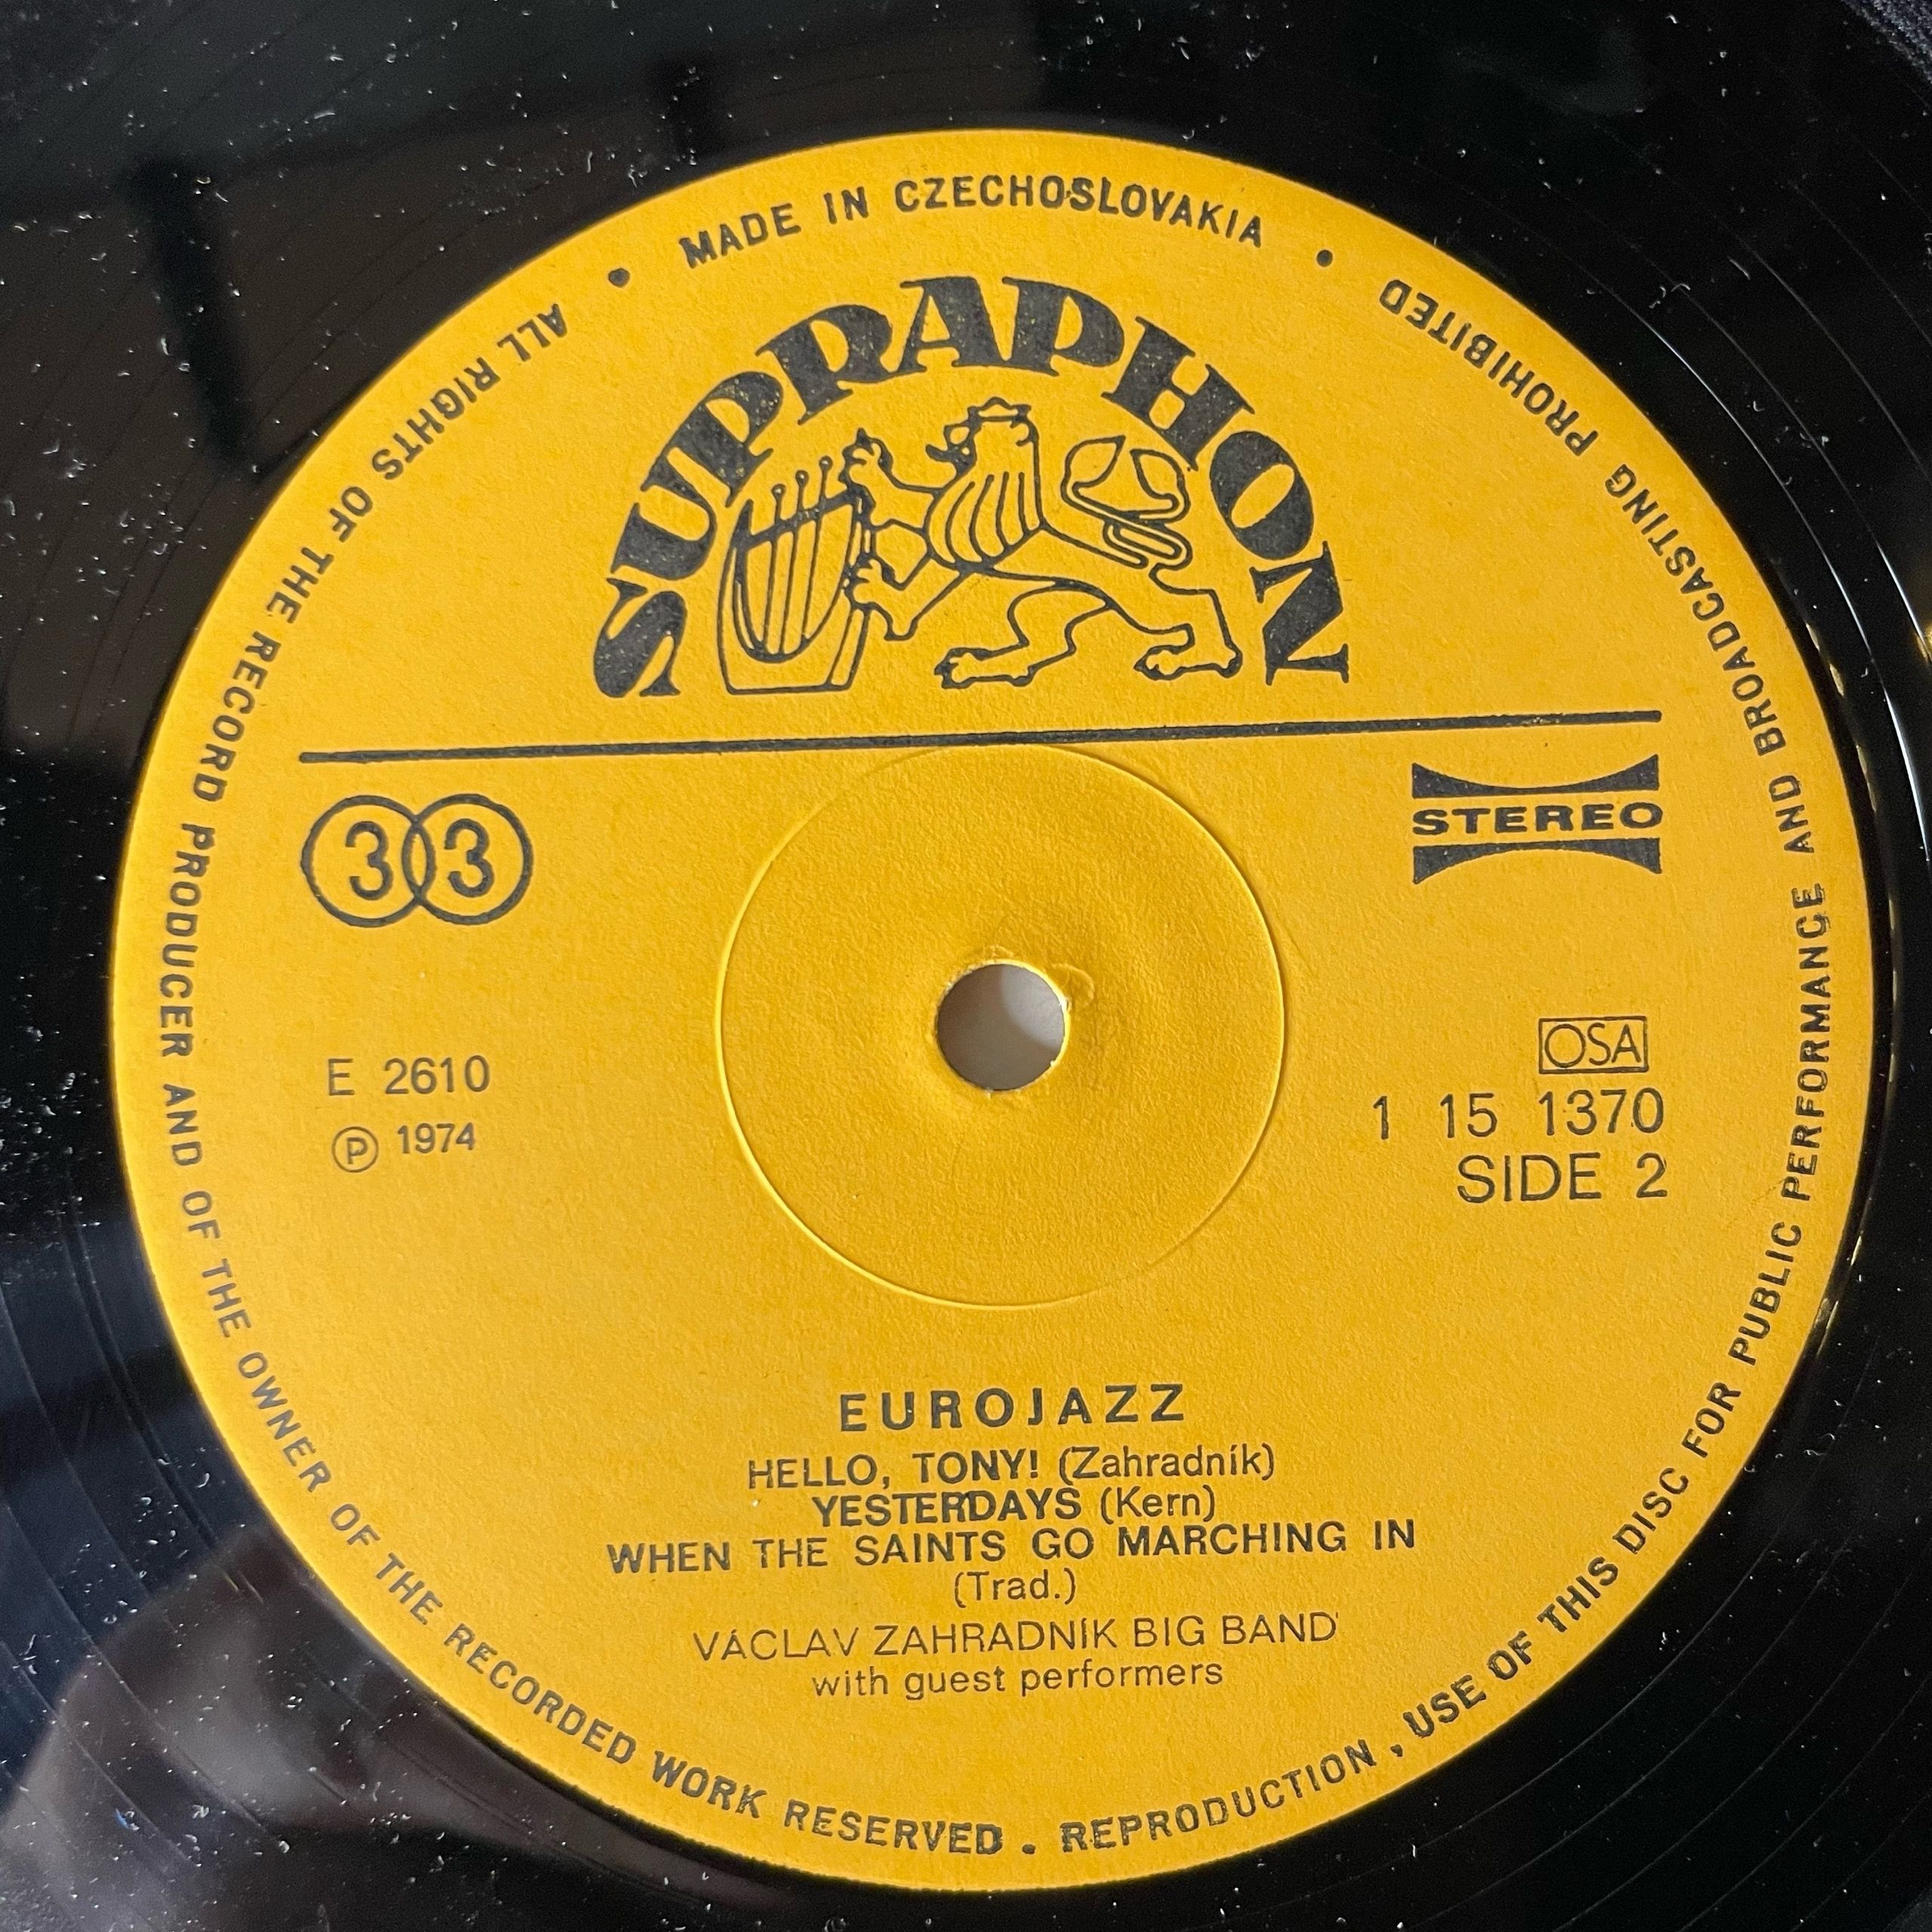 MADE IN CZECHOSLOVAKIA •
SUPRAPHON
33
STEREO
E 2610
Ⓟ 1974
OSA
1 15 1370
SIDE 2
EUROJAZZ
HELLO, TONY! (Zahradník)
YESTERDAYS (Kern)
WHEN THE SAINTS GO MARCHING IN
(Trad.)
VÁCLAV ZAHRADNÍK BIG BAND
with guest performers
• ALL RIGHTS OF THE RECORD PRODUCER AND OF THE OWNER OF THE RECORDED WORK RESERVED . REPRODUCTION , USE OF THIS DISC FOR PUBLIC PERFORMANCE AND BROADCASTING PROHIBITED